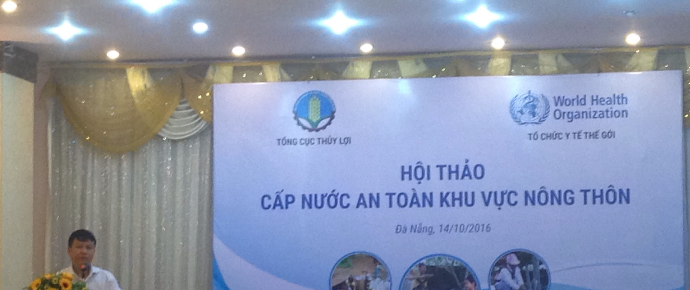 TỔNG CỤC THỦY LỢI
World Health
Organization
TỔ CHỨC Y TẾ THẾ GỚI
HỘI THẢO
CẤP NƯỚC AN TOÀN KHU VỰC NÔNG THÔN
Đà Nẵng, 14/10/2016